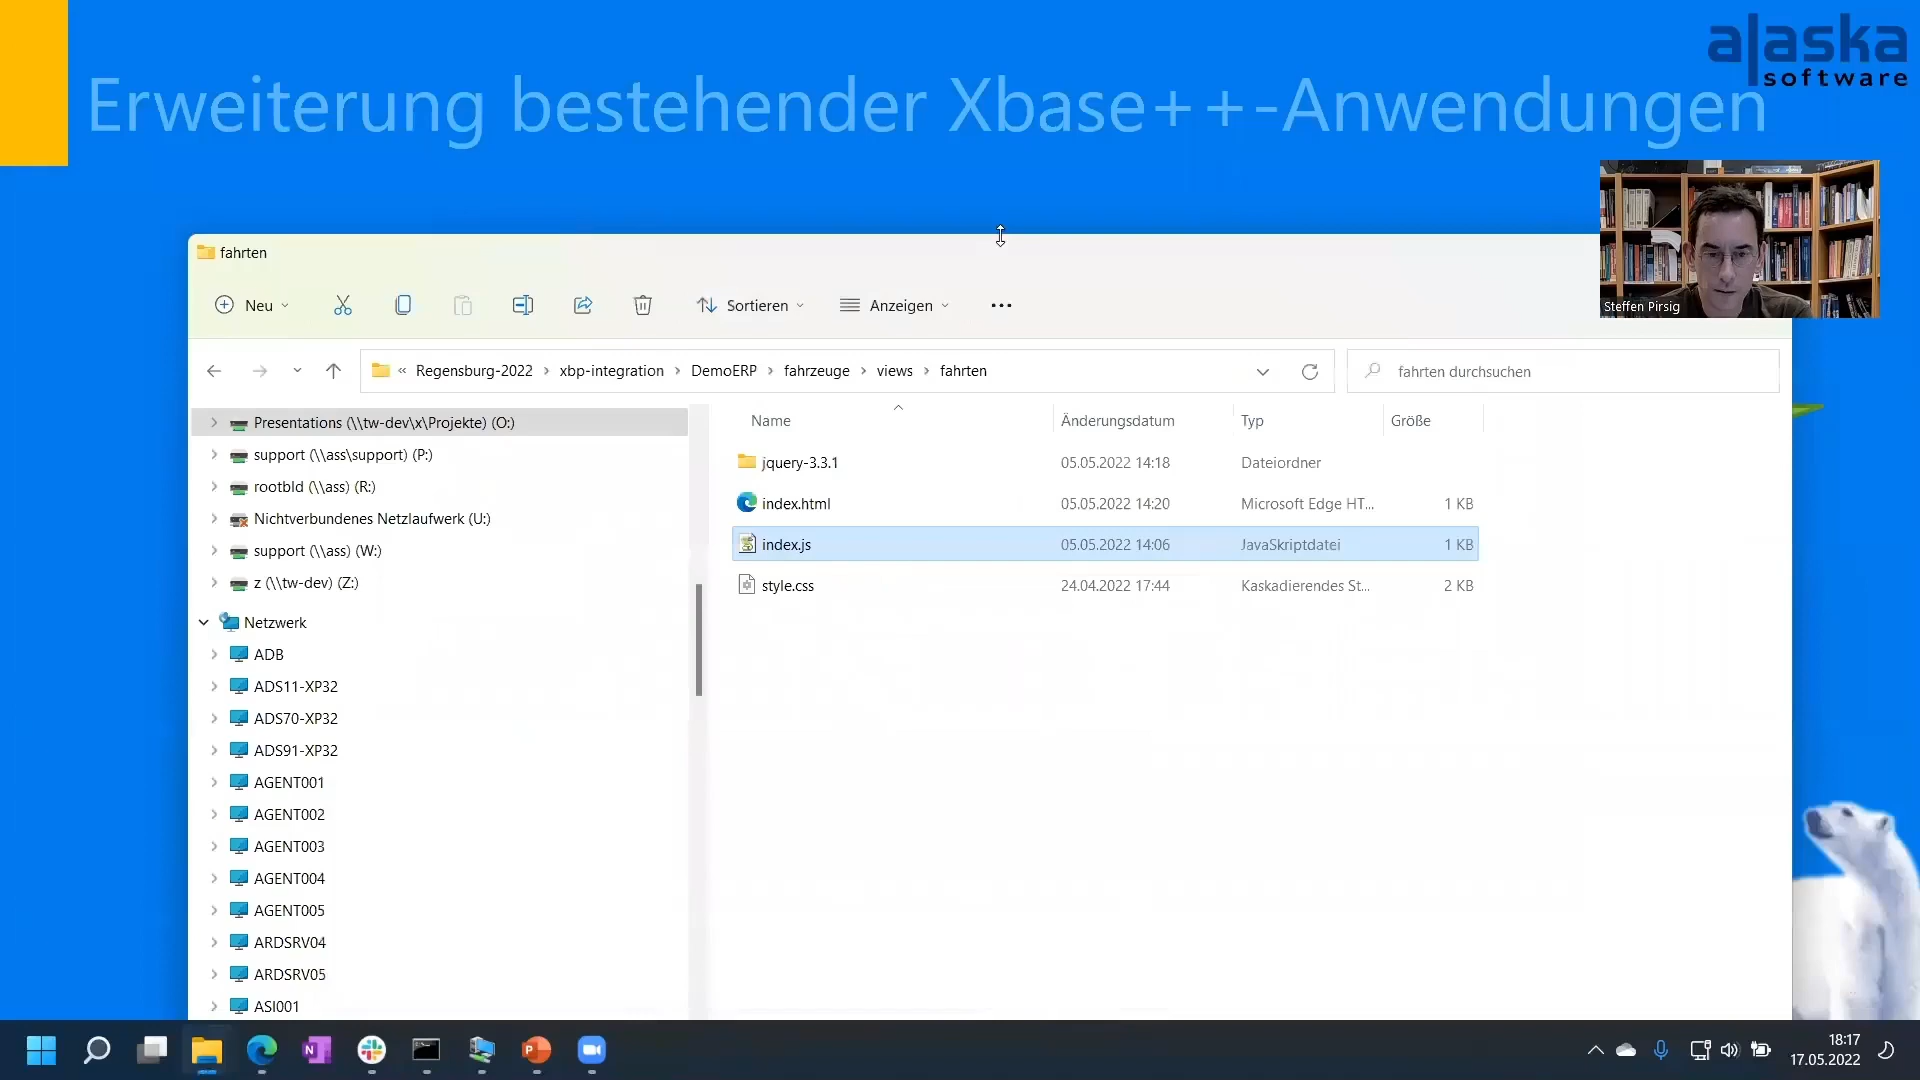 alaska
software
Erweiterung bestehender Xbase++-Anwendungen
Steffen Pirsig
fahrten
Neu
Sortieren
Anzeigen
« Regensburg-2022 > xbp-integration > DemoERP > fahrzeuge > views > fahrten
fahrten durchsuchen
Presentations (\\tw-dev\x\Projekte) (O:)
support (\\ass\support) (P:)
rootbld (\\ass) (R:)
Nichtverbundenes Netzlaufwerk (U:)
support (\\ass) (W:)
z (\\tw-dev) (Z:)
Netzwerk
ADB
ADS11-XP32
ADS70-XP32
ADS91-XP32
AGENT001
AGENT002
AGENT003
AGENT004
AGENT005
ARDSRV04
ARDSRV05
ASI001
Name Änderungsdatum Typ Größe
jquery-3.3.1 05.05.2022 14:18 Dateiordner
index.html 05.05.2022 14:20 Microsoft Edge HT... 1 KB
index.js 05.05.2022 14:06 JavaSkriptdatei 1 KB
style.css 24.04.2022 17:44 Kaskadierendes St... 2 KB
18:17
17.05.2022